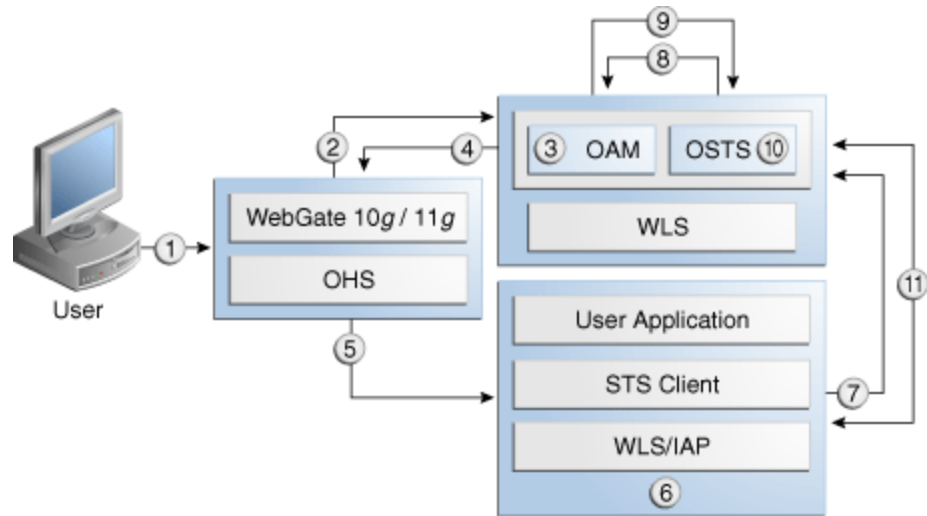 9
8
2
4
3 OAM
OSTS 10
WebGate 10g / 11g
WLS
1
OHS
11
User
User Application
5
STS Client
7
WLS/IAP
6